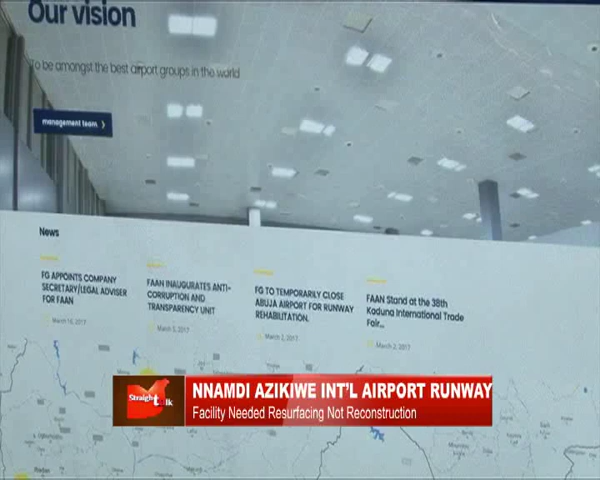 Our vision
To be amongst the best airport groups in the world
management team ❯
News
FG APPOINTS COMPANY
SECRETARY/LEGAL ADVISER
FOR FAAN
March 16, 2017
FAAN INAUGURATES ANTI-
CORRUPTION AND
TRANSPARENCY UNIT
FG TO TEMPORARILY CLOSE
ABUJA AIRPORT FOR RUNWAY
REHABILITATION.
March 2, 2017
FAAN Stand at the 38th
Kaduna International Trade
Fair...
March 2, 2017
Straight talk
NNAMDI AZIKIWE INT'L AIRPORT RUNWAY
Facility Needed Resurfacing Not Reconstruction